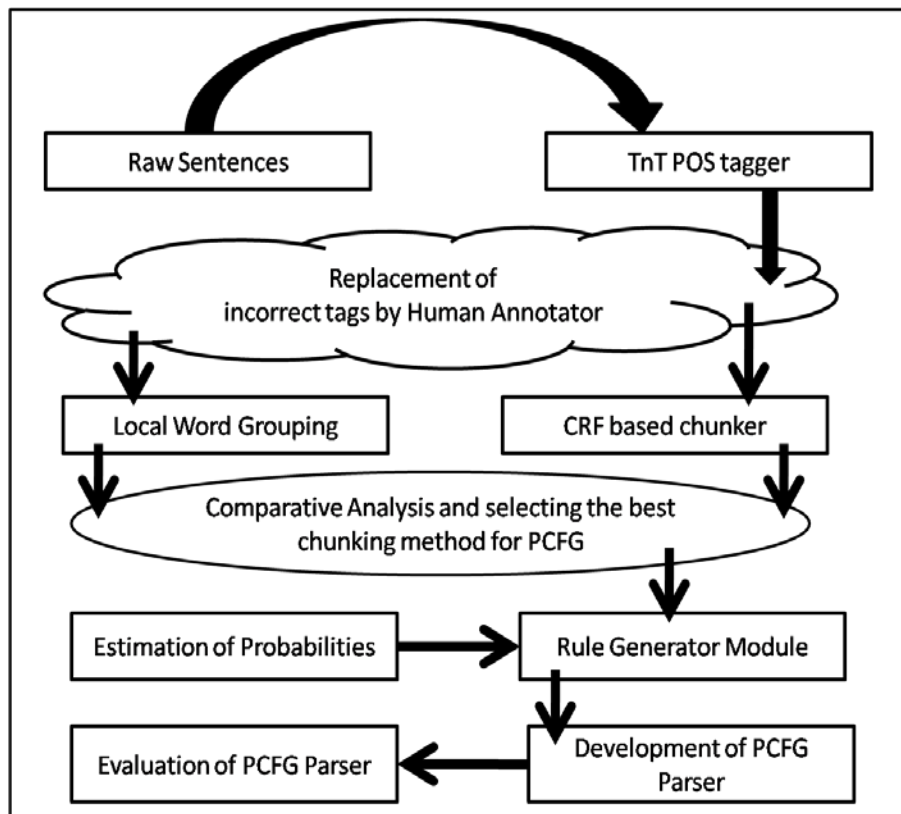 Raw Sentences
TnT POS tagger
Replacement of
incorrect tags by Human Annotator
Local Word Grouping
CRF based chunker
Comparative Analysis and selecting the best
chunking method for PCFG
Estimation of Probabilities
Rule Generator Module
Evaluation of PCFG Parser
Development of PCFG
Parser